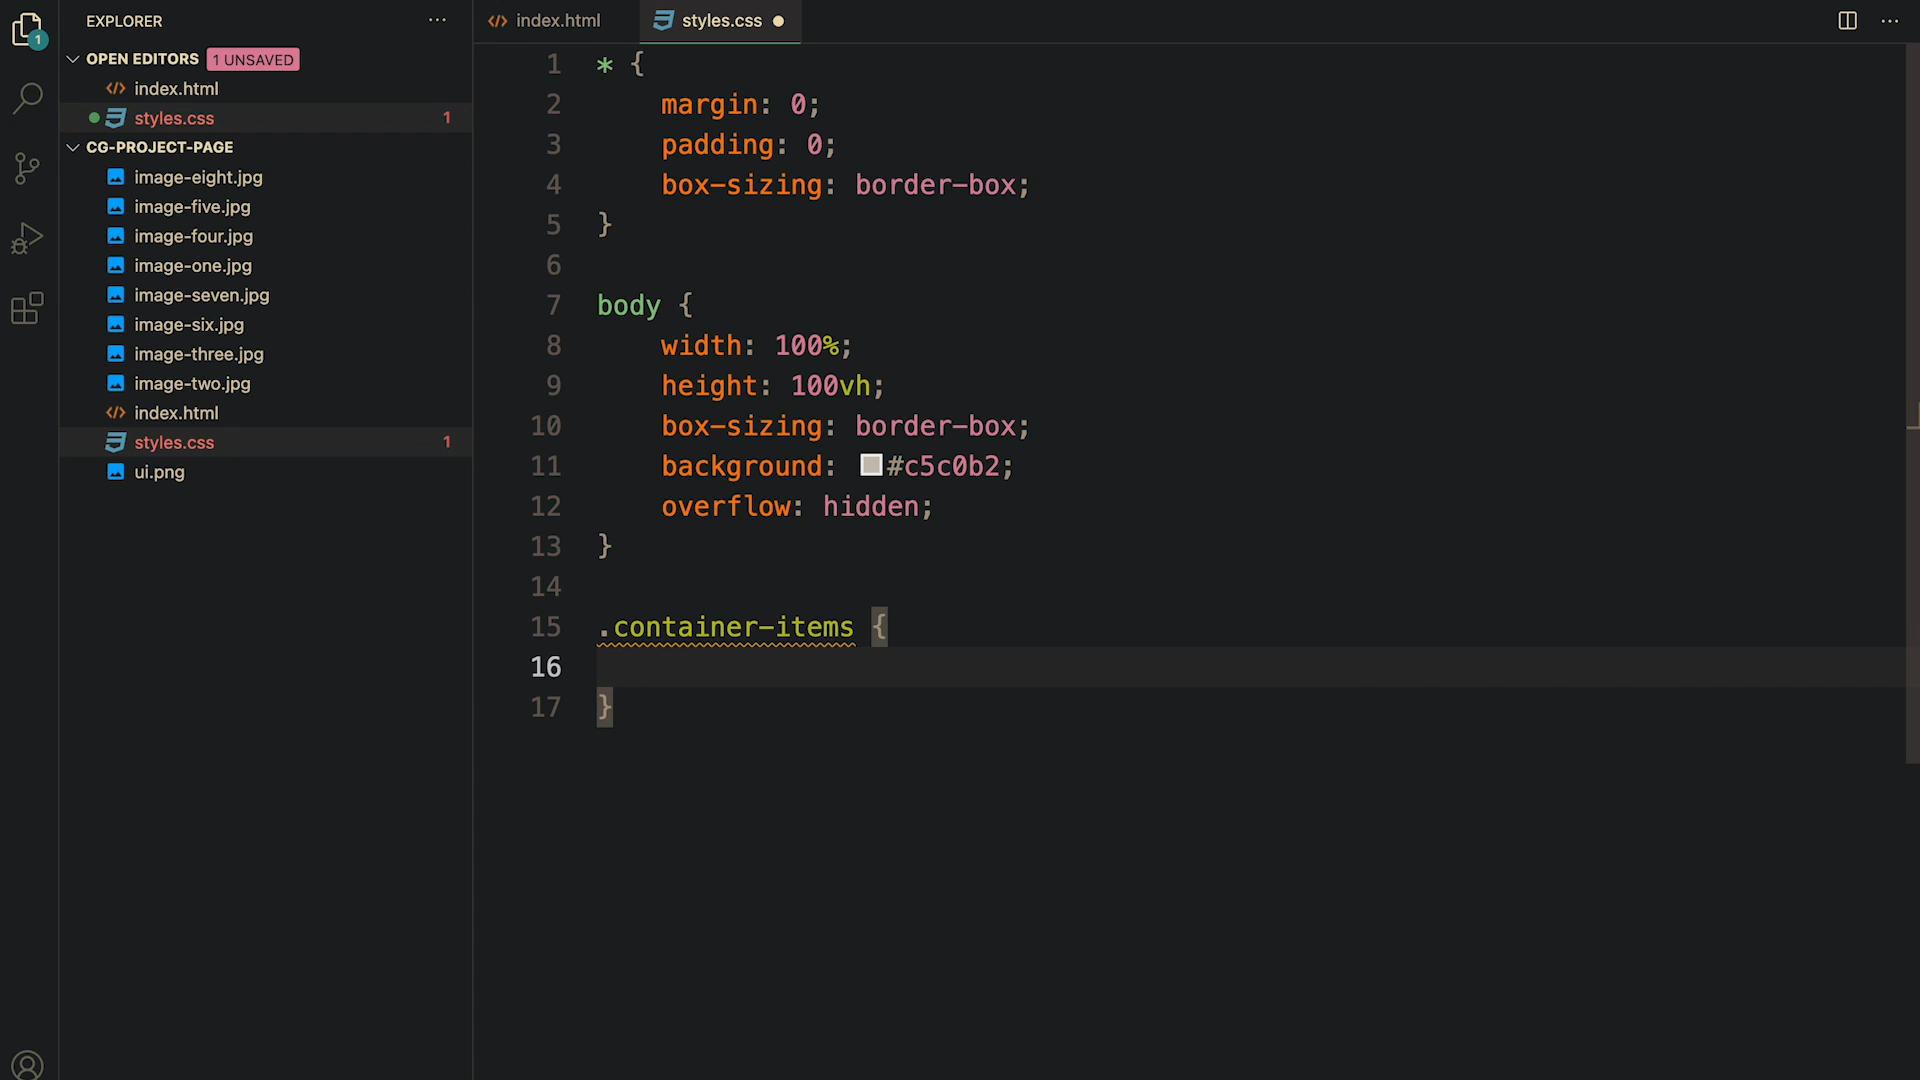 EXPLORER
OPEN EDITORS 1 UNSAVED
index.html
styles.css 1
CG-PROJECT-PAGE
image-eight.jpg
image-five.jpg
image-four.jpg
image-one.jpg
image-seven.jpg
image-six.jpg
image-three.jpg
image-two.jpg
index.html
styles.css 1
ui.png
1
index.html
styles.css
1 * {
2 margin: 0;
3 padding: 0;
4 box-sizing: border-box;
5 }
6
7 body {
8 width: 100%;
9 height: 100vh;
10 box-sizing: border-box;
11 background: #c5c0b2;
12 overflow: hidden;
13 }
14
15 .container-items {
16
17 }